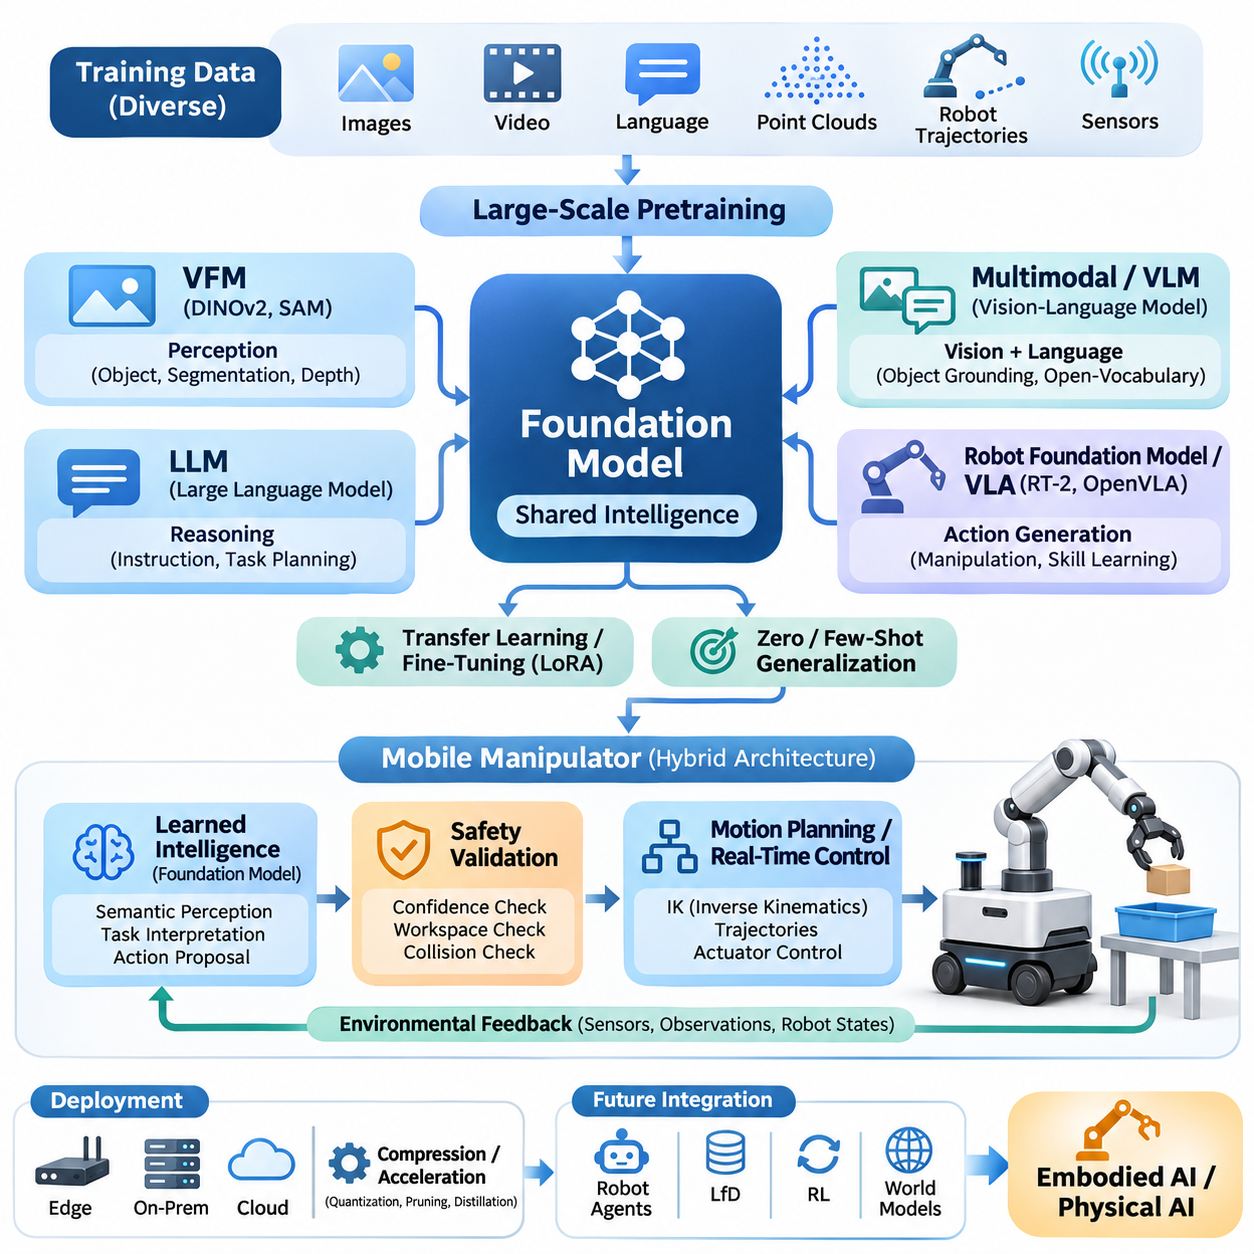 Training Data
(Diverse)
Images
Video
Language
Point Clouds
Robot
Trajectories
Sensors
Large-Scale Pretraining
VFM
(DINOv2, SAM)
Perception
(Object, Segmentation, Depth)
LLM
(Large Language Model)
Reasoning
(Instruction, Task Planning)
Foundation
Model
Shared Intelligence
Multimodal / VLM
(Vision-Language Model)
Vision + Language
(Object Grounding, Open-Vocabulary)
Robot Foundation Model /
VLA (RT-2, OpenVLA)
Action Generation
(Manipulation, Skill Learning)
Transfer Learning /
Fine-Tuning (LoRA)
Zero / Few-Shot
Generalization
Mobile Manipulator (Hybrid Architecture)
Learned
Intelligence
(Foundation Model)
Semantic Perception
Task Interpretation
Action Proposal
Safety
Validation
Confidence Check
Workspace Check
Collision Check
Motion Planning /
Real-Time Control
IK (Inverse Kinematics)
Trajectories
Actuator Control
Environmental Feedback (Sensors, Observations, Robot States)
Deployment
Edge
On-Prem
Cloud
Compression /
Acceleration
(Quantization, Pruning, Distillation)
Future Integration
Robot
Agents
LfD
RL
World
Models
Embodied AI /
Physical AI